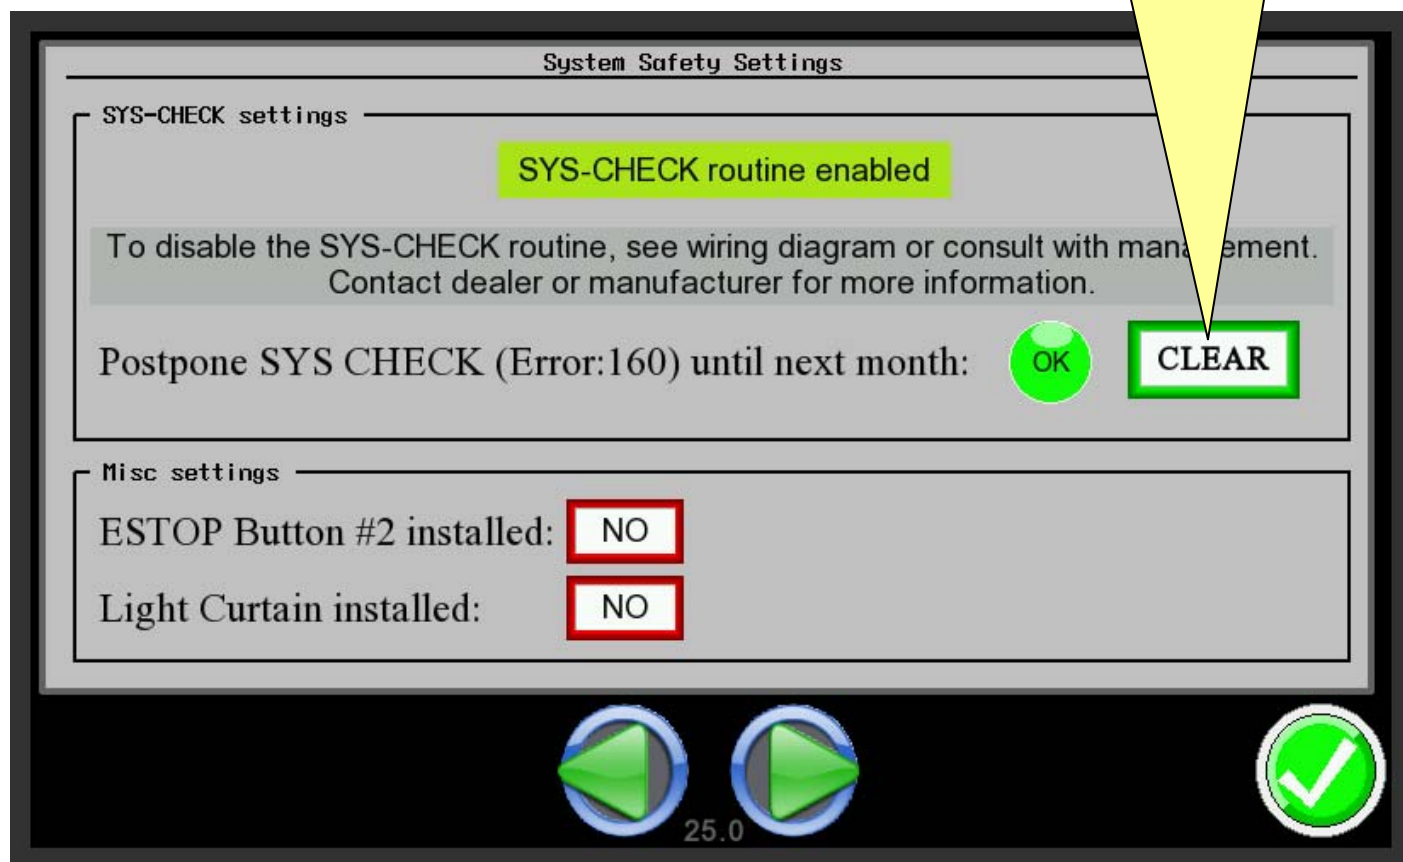 System Safety Settings
SYS-CHECK settings
SYS-CHECK routine enabled
To disable the SYS-CHECK routine, see wiring diagram or consult with management.
Contact dealer or manufacturer for more information.
Postpone SYS CHECK (Error:160) until next month: OK CLEAR
Misc settings
ESTOP Button #2 installed: NO
Light Curtain installed: NO
25.0